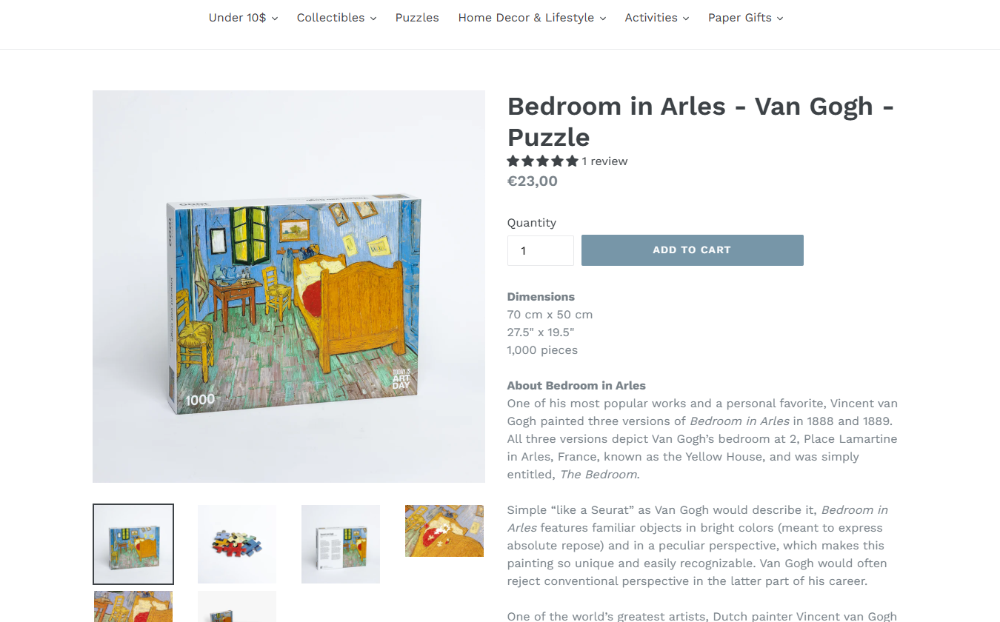 Under 10$
Collectibles
Puzzles
Home Decor & Lifestyle
Activities
Paper Gifts
Bedroom in Arles - Van Gogh -
Puzzle
1 review
€23,00
Quantity
1
ADD TO CART
Dimensions
70 cm x 50 cm
27.5" x 19.5"
1,000 pieces
About Bedroom in Arles
One of his most popular works and a personal favorite, Vincent van
Gogh painted three versions of Bedroom in Arles in 1888 and 1889.
All three versions depict Van Gogh’s bedroom at 2, Place Lamartine
in Arles, France, known as the Yellow House, and was simply
entitled, The Bedroom.
Simple “like a Seurat” as Van Gogh would describe it, Bedroom in
Arles features familiar objects in bright colors (meant to express
absolute repose) and in a peculiar perspective, which makes this
painting so unique and easily recognizable. Van Gogh would often
reject conventional perspective in the latter part of his career.
One of the world’s greatest artists, Dutch painter Vincent van Gogh
1000
Vincent van Gogh
1000
1000
TODAY IS
ART
DAY